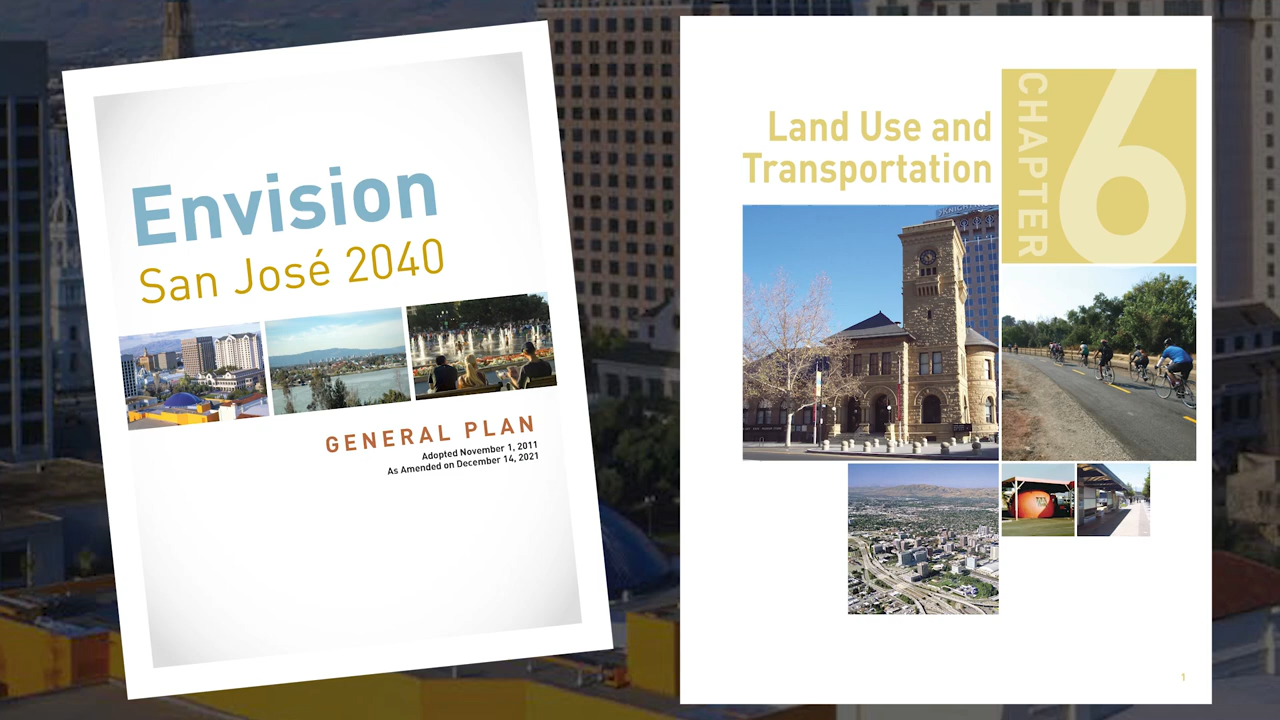 Envision
San José 2040
GENERAL PLAN
Adopted November 1, 2011
As Amended on December 14, 2021
Land Use and
Transportation
CHAPTER
6
1